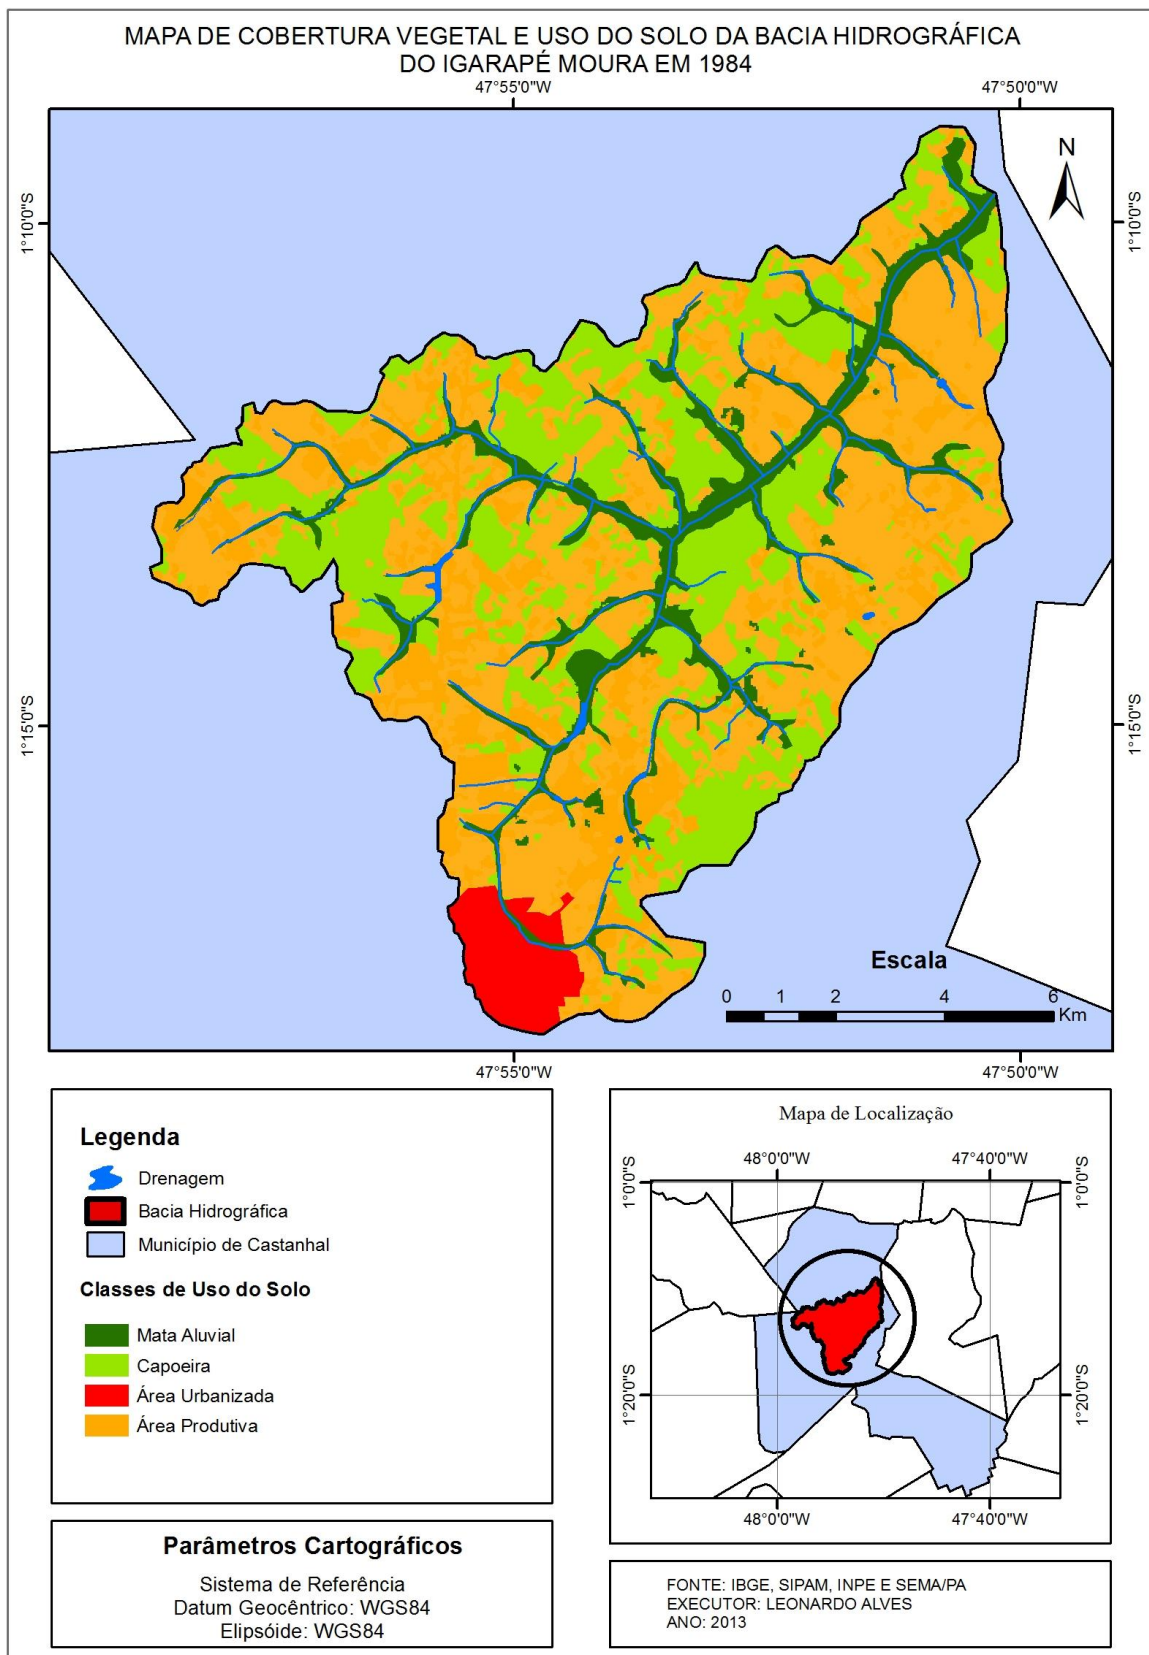 MAPA DE COBERTURA VEGETAL E USO DO SOLO DA BACIA HIDROGRÁFICA
DO IGARAPÉ MOURA EM 1984
47°55'0"W
47°50'0"W
N
1°10'0"S
1°10'0"S
1°15'0"S
1°15'0"S
Escala
0 1 2 4 6
Km
47°55'0"W
47°50'0"W
Legenda
Drenagem
Bacia Hidrográfica
Município de Castanhal
Classes de Uso do Solo
Mata Aluvial
Capoeira
Área Urbanizada
Área Produtiva
Mapa de Localização
48°0'0"W
47°40'0"W
1°0'0"S
1°0'0"S
1°20'0"S
1°20'0"S
48°0'0"W
47°40'0"W
Parâmetros Cartográficos
Sistema de Referência
Datum Geocêntrico: WGS84
Elipsóide: WGS84
FONTE: IBGE, SIPAM, INPE E SEMA/PA
EXECUTOR: LEONARDO ALVES
ANO: 2013